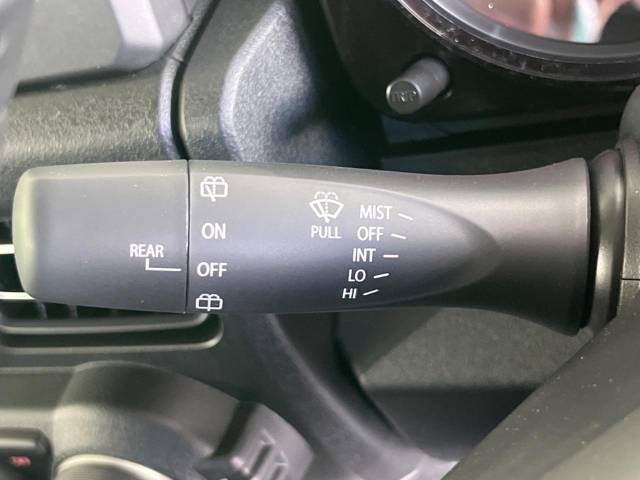 REAR
ON
OFF
PULL
MIST
OFF
INT
LO
HI